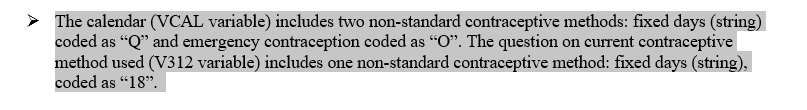 ➢ The calendar (VCAL variable) includes two non-standard contraceptive methods: fixed days (string)
coded as “Q” and emergency contraception coded as “O”. The question on current contraceptive
method used (V312 variable) includes one non-standard contraceptive method: fixed days (string),
coded as “18”.